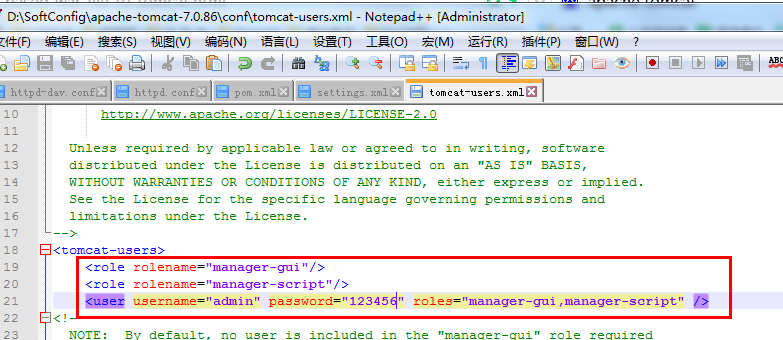 D:\SoftConfig\apache-tomcat-7.0.86\conf\tomcat-users.xml - Notepad++ [Administrator]
文件(F) 编辑(E) 搜索(S) 视图(V) 编码(N) 语言(L) 设置(T) 工具(O) 宏(M) 运行(R) 插件(P) 窗口(W) ?
httpd-dav.conf httpd.conf pom.xml settings.xml tomcat-users.xml
10 http://www.apache.org/licenses/LICENSE-2.0
11
12 Unless required by applicable law or agreed to in writing, software
13 distributed under the License is distributed on an "AS IS" BASIS,
14 WITHOUT WARRANTIES OR CONDITIONS OF ANY KIND, either express or implied.
15 See the License for the specific language governing permissions and
16 limitations under the License.
17 -->
18 <tomcat-users>
19 <role rolename="manager-gui"/>
20 <role rolename="manager-script"/>
21 <user username="admin" password="123456" roles="manager-gui,manager-script" />
22 <!--
23 NOTE: By default, no user is included in the "manager-gui" role required